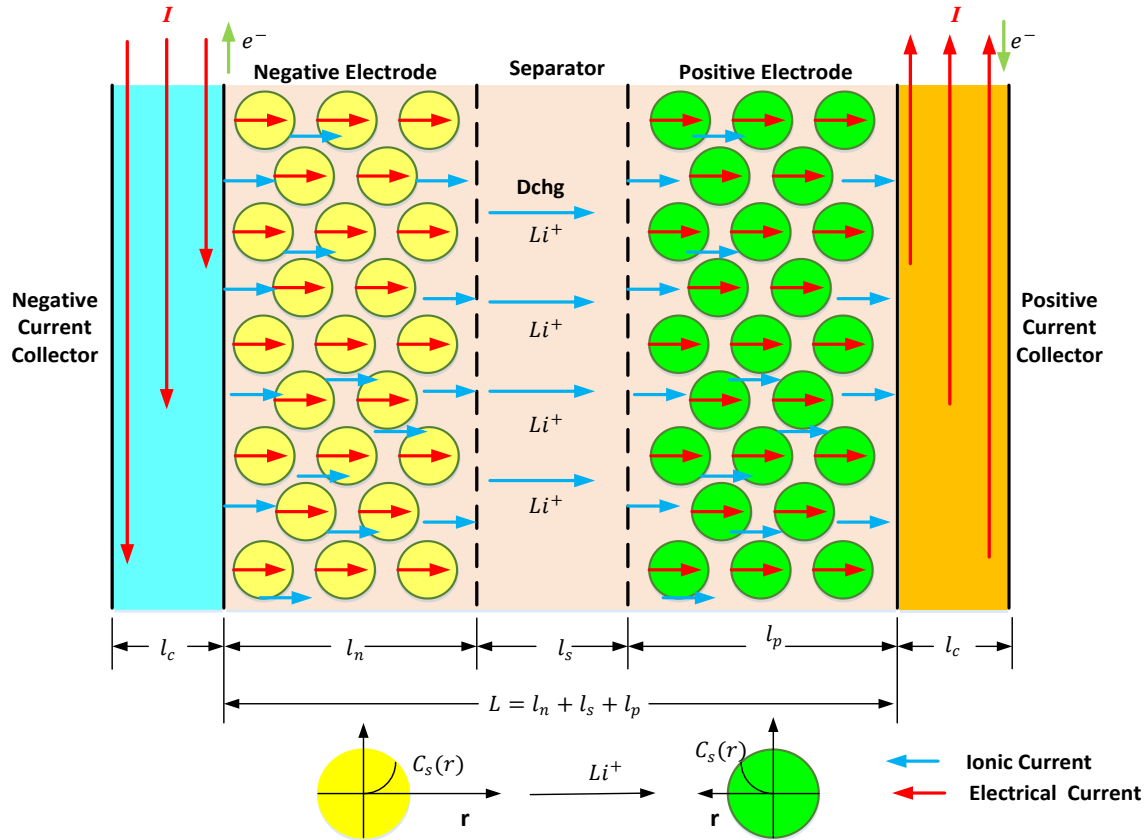 I
e⁻
I
e⁻
Negative Electrode
Separator
Positive Electrode
Dchg
Li⁺
Li⁺
Li⁺
Li⁺
Negative
Current
Collector
Positive
Current
Collector
l_c
l_n
l_s
l_p
l_c
L = l_n + l_s + l_p
C_s(r)
r
Li⁺
C_s(r)
r
Ionic Current
Electrical Current